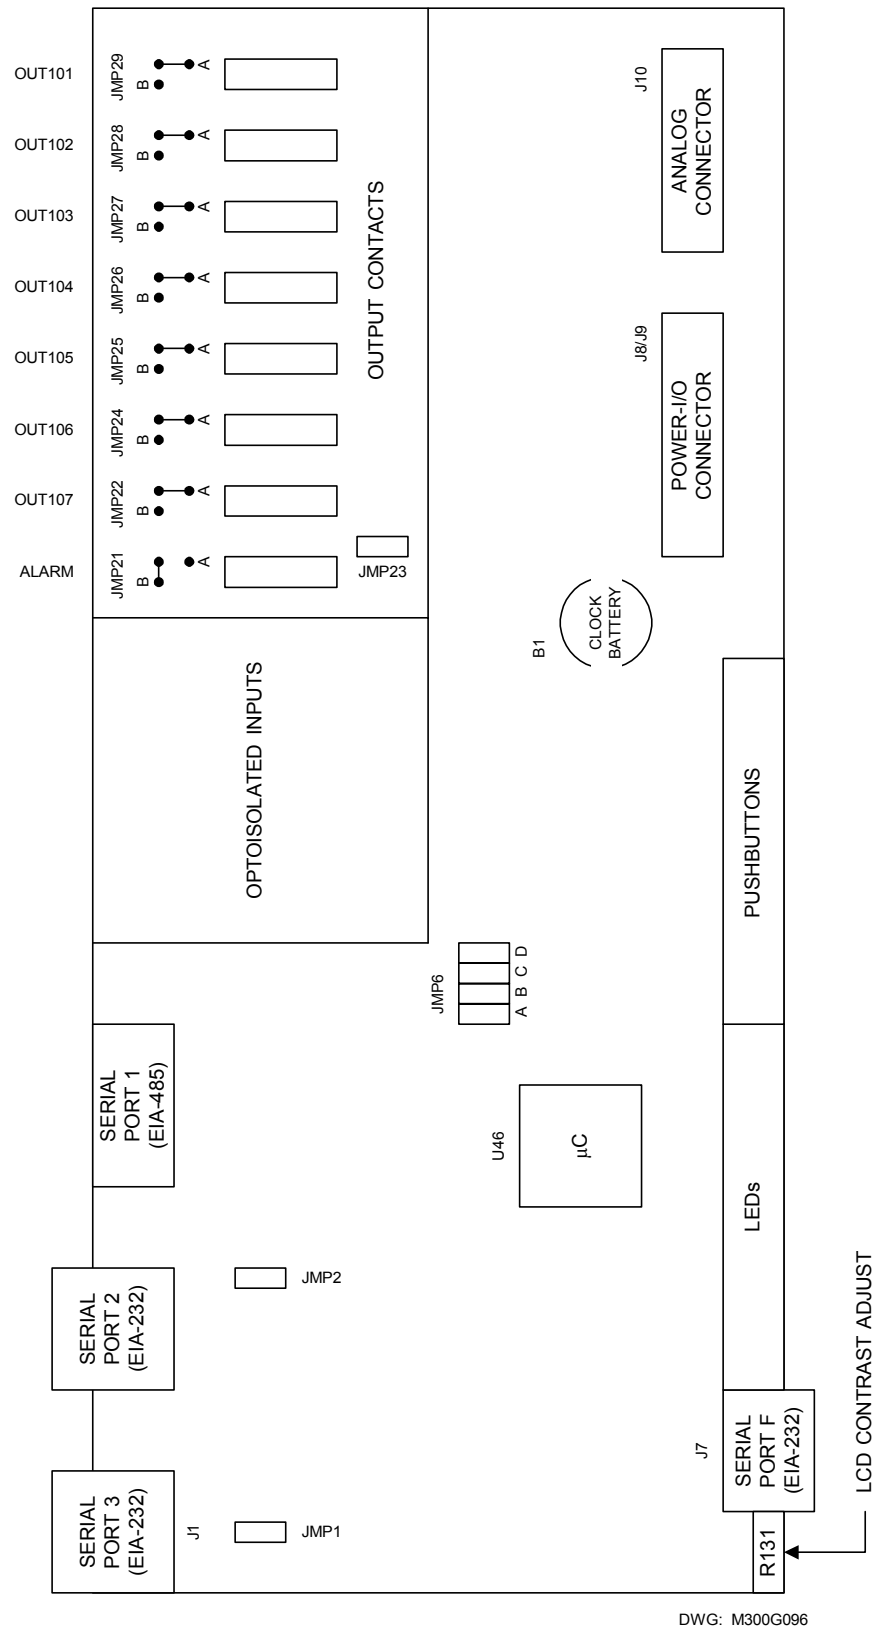 OUT101
JMP29
B
A
J10
ANALOG
CONNECTOR
OUT102
JMP28
B
A
OUT103
JMP27
B
A
OUTPUT CONTACTS
OUT104
JMP26
B
A
OUT105
JMP25
B
A
J8/J9
POWER-I/O
CONNECTOR
OUT106
JMP24
B
A
OUT107
JMP22
B
A
ALARM
JMP21
B
A
JMP23
B1
CLOCK
BATTERY
OPTOISOLATED INPUTS
PUSHBUTTONS
JMP6
A B C D
SERIAL
PORT 1
(EIA-485)
U46
µC
LEDs
SERIAL
PORT 2
(EIA-232)
JMP2
SERIAL
PORT 3
(EIA-232)
J1
JMP1
J7
SERIAL
PORT F
(EIA-232)
R131
LCD CONTRAST ADJUST
DWG: M300G096